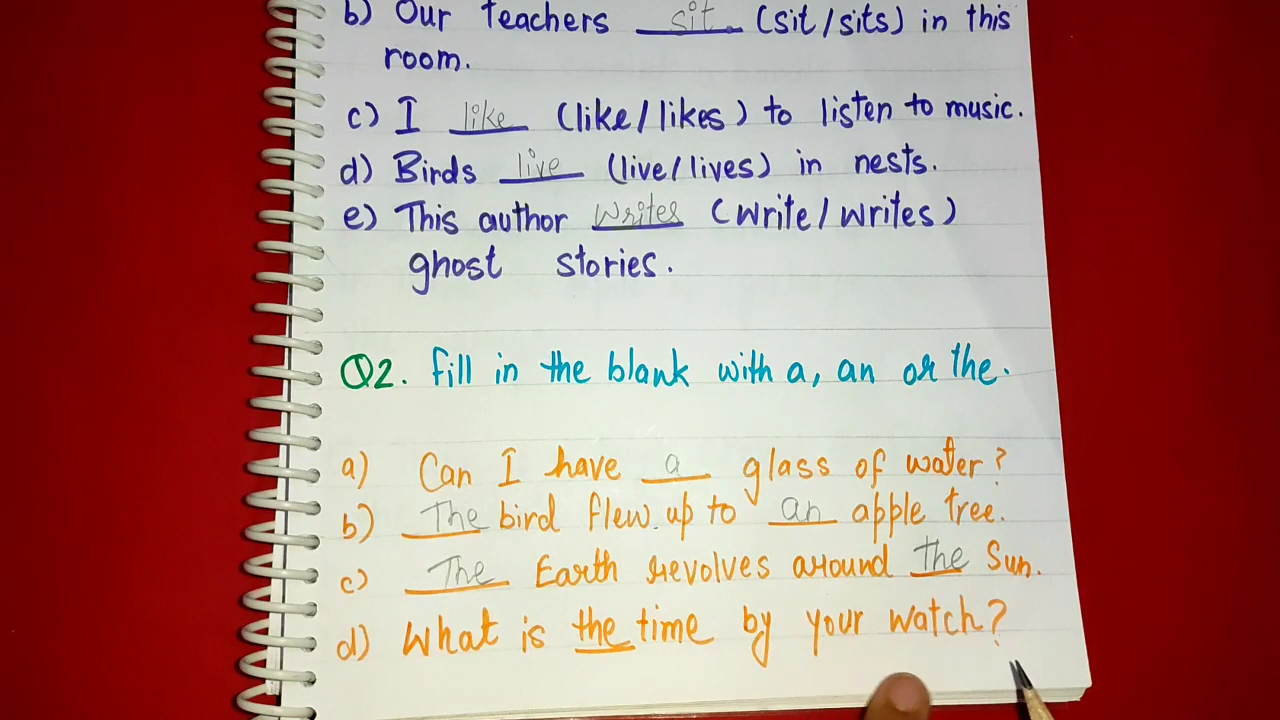 b) Our teachers sit (sit/sits) in this
room.
c) I like (like/likes) to listen to music.
d) Birds live (live/lives) in nests.
e) This author writes (write/writes)
ghost stories.
Q2. Fill in the blank with a, an or the.
a) Can I have a glass of water?
b) The bird flew up to an apple tree.
c) The Earth revolves around The Sun.
d) What is the time by your watch?